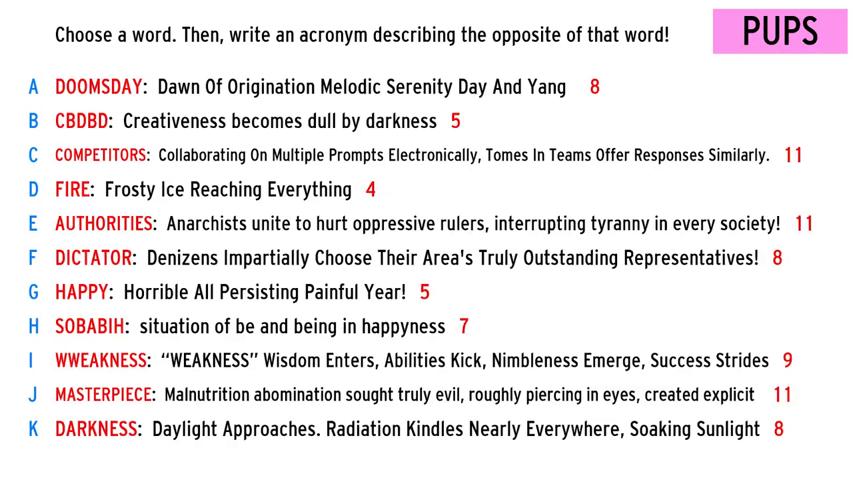 Choose a word. Then, write an acronym describing the opposite of that word!
PUPS
A DOOMSDAY: Dawn Of Origination Melodic Serenity Day And Yang 8
B CBDBD: Creativeness becomes dull by darkness 5
C COMPETITORS: Collaborating On Multiple Prompts Electronically, Tomes In Teams Offer Responses Similarly. 11
D FIRE: Frosty Ice Reaching Everything 4
E AUTHORITIES: Anarchists unite to hurt oppressive rulers, interrupting tyranny in every society! 11
F DICTATOR: Denizens Impartially Choose Their Area's Truly Outstanding Representatives! 8
G HAPPY: Horrible All Persisting Painful Year! 5
H SOBABIH: situation of be and being in happyness 7
I WWEAKNESS: “WEAKNESS” Wisdom Enters, Abilities Kick, Nimbleness Emerge, Success Strides 9
J MASTERPIECE: Malnutrition abomination sought truly evil, roughly piercing in eyes, created explicit 11
K DARKNESS: Daylight Approaches. Radiation Kindles Nearly Everywhere, Soaking Sunlight 8